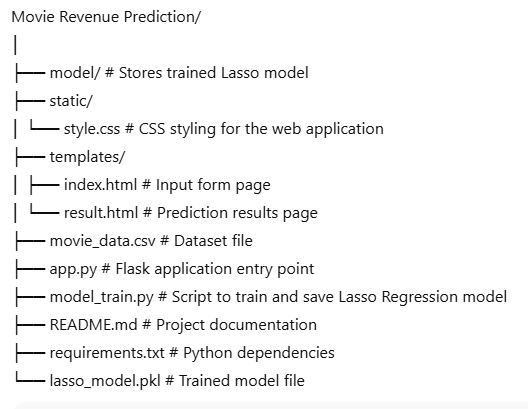 Movie Revenue Prediction/
│
├── model/ # Stores trained Lasso model
├── static/
│ └── style.css # CSS styling for the web application
├── templates/
│ ├── index.html # Input form page
│ └── result.html # Prediction results page
├── movie_data.csv # Dataset file
├── app.py # Flask application entry point
├── model_train.py # Script to train and save Lasso Regression model
├── README.md # Project documentation
├── requirements.txt # Python dependencies
└── lasso_model.pkl # Trained model file